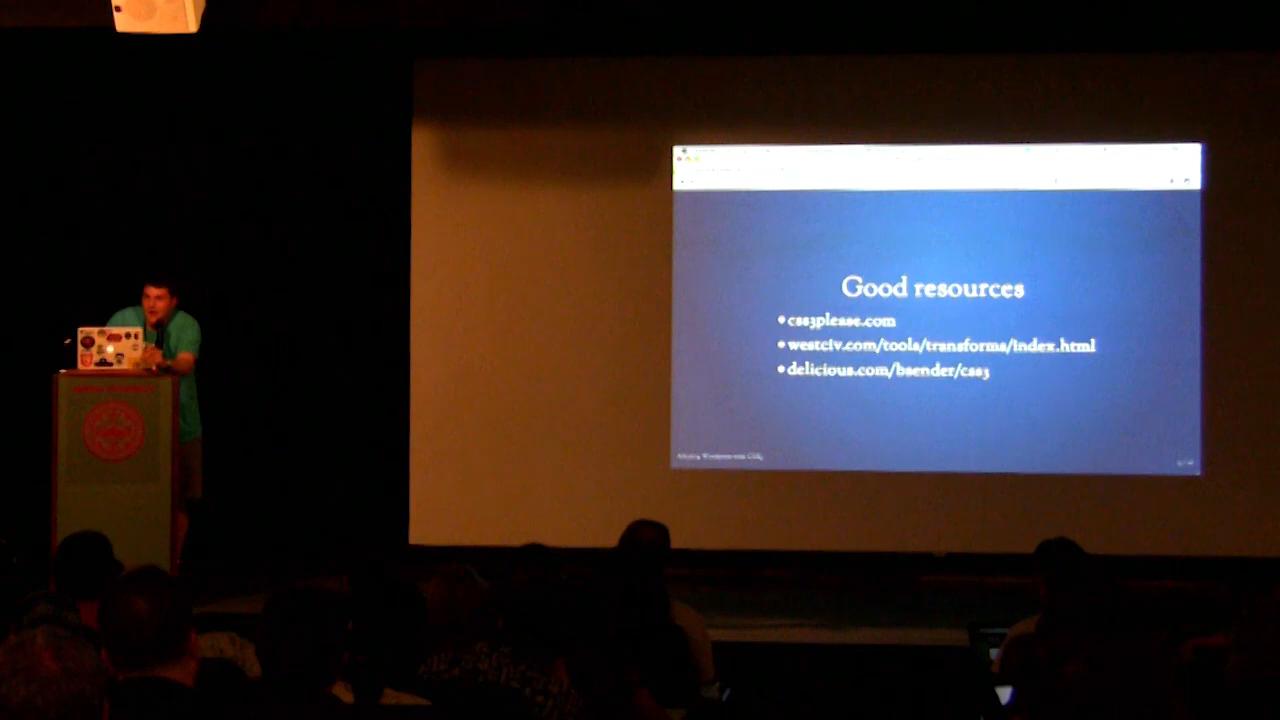 Good resources
• css3please.com
• westciv.com/tools/transforms/index.html
• delicious.com/bsender/css3